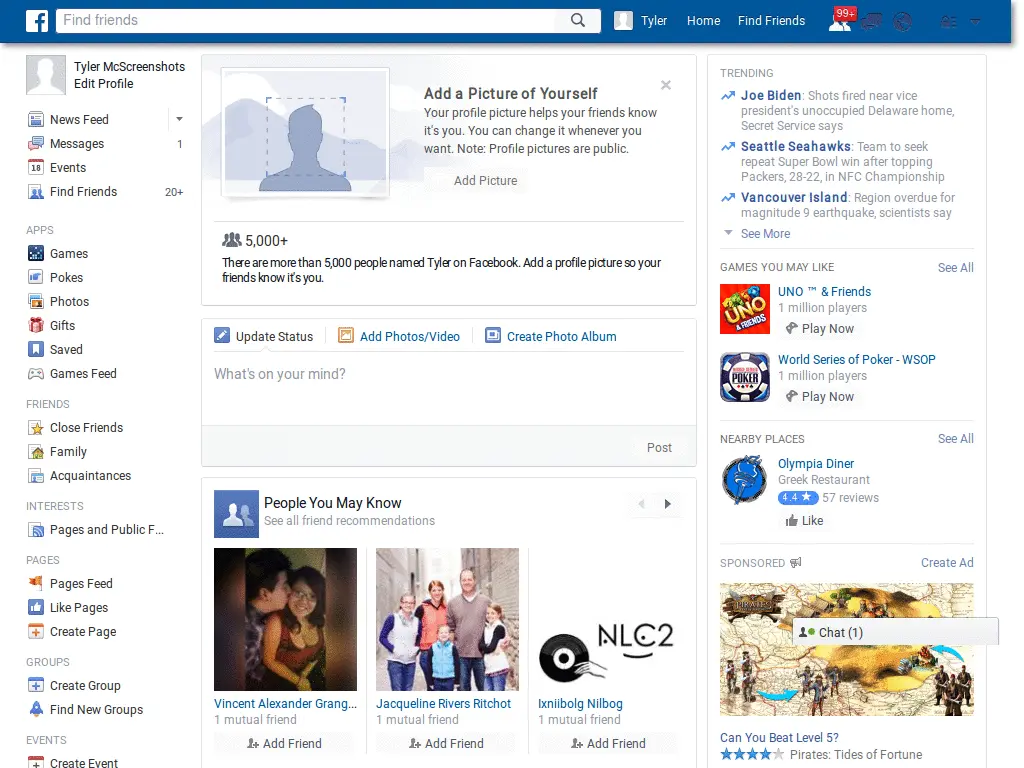 Find friends
Tyler
Home
Find Friends
99+
Tyler McScreenshots
Edit Profile
News Feed
Messages
1
18
Events
Find Friends
20+
APPS
Games
Pokes
Photos
Gifts
Saved
Games Feed
FRIENDS
Close Friends
Family
Acquaintances
INTERESTS
Pages and Public F...
PAGES
Pages Feed
Like Pages
Create Page
GROUPS
Create Group
Find New Groups
EVENTS
Create Event
Add a Picture of Yourself
Your profile picture helps your friends know
it's you. You can change it whenever you
want. Note: Profile pictures are public.
Add Picture
5,000+
There are more than 5,000 people named Tyler on Facebook. Add a profile picture so your
friends know it's you.
Update Status
Add Photos/Video
Create Photo Album
What's on your mind?
Post
People You May Know
See all friend recommendations
NLC2
Vincent Alexander Grang...
1 mutual friend
Add Friend
Jacqueline Rivers Ritchot
1 mutual friend
Add Friend
Ixniibolg Nilbog
1 mutual friend
Add Friend
TRENDING
Joe Biden: Shots fired near vice
president's unoccupied Delaware home,
Secret Service says
Seattle Seahawks: Team to seek
repeat Super Bowl win after topping
Packers, 28-22, in NFC Championship
Vancouver Island: Region overdue for
magnitude 9 earthquake, scientists say
See More
GAMES YOU MAY LIKE
See All
UNO
& FRIENDS
UNO ™ & Friends
1 million players
Play Now
POKER
World Series of Poker - WSOP
1 million players
Play Now
NEARBY PLACES
See All
Olympia Diner
Greek Restaurant
4.4 ★
57 reviews
Like
SPONSORED
Create Ad
PIRATES
Chat (1)
Can You Beat Level 5?
Pirates: Tides of Fortune